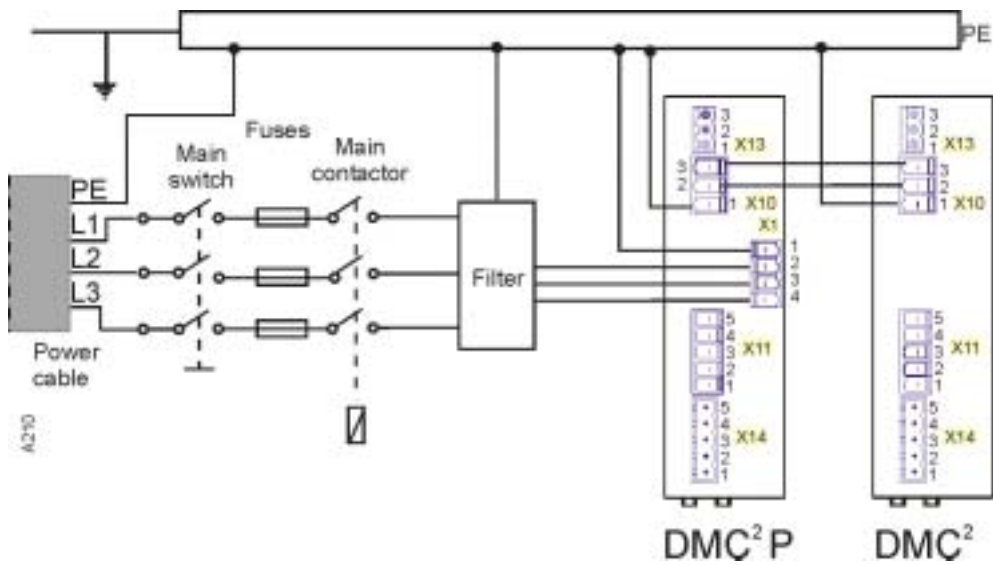 PE
Fuses
Main
switch
Main
contactor
PE
L1
L2
L3
Power
cable
A210
Filter
3
2
1
X13
3
2
1
X10
X1
1
2
3
4
5
4
3
2
1
X11
5
4
3
2
1
X14
DMC² P
3
2
1
X13
3
2
1
X10
5
4
3
2
1
X11
5
4
3
2
1
X14
DMC²